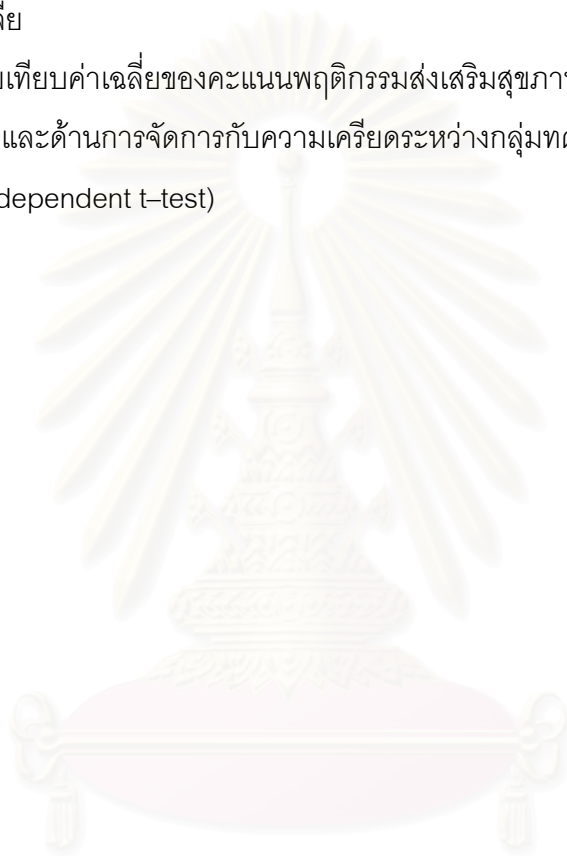 ลี่ย
ยเทียบค่าเฉลี่ยของคะแนนพฤติกรรมส่งเสริมสุขภา
และด้านการจัดการกับความเครียดระหว่างกลุ่มทด
dependent t–test)